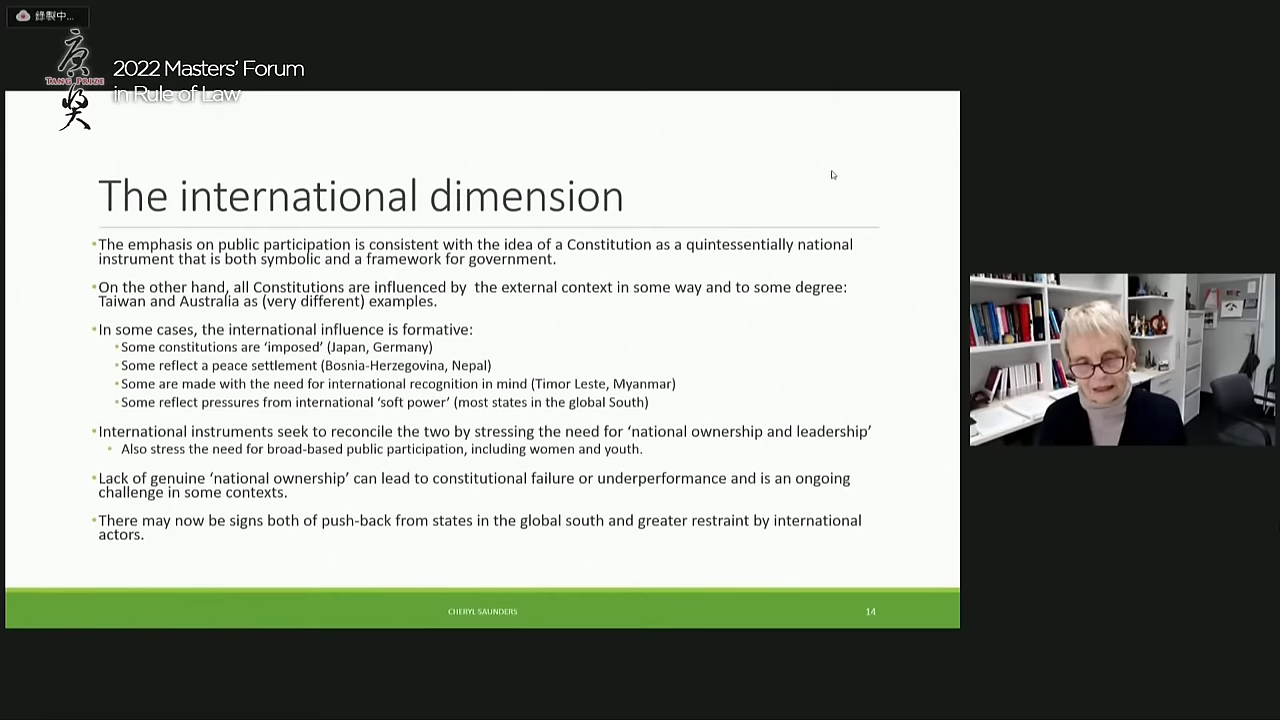 錄製中...
唐
TANG PRIZE
獎
2022 Masters' Forum
in Rule of Law
The international dimension
•The emphasis on public participation is consistent with the idea of a Constitution as a quintessentially national
instrument that is both symbolic and a framework for government.
•On the other hand, all Constitutions are influenced by the external context in some way and to some degree:
Taiwan and Australia as (very different) examples.
•In some cases, the international influence is formative:
•Some constitutions are ‘imposed’ (Japan, Germany)
•Some reflect a peace settlement (Bosnia-Herzegovina, Nepal)
•Some are made with the need for international recognition in mind (Timor Leste, Myanmar)
•Some reflect pressures from international ‘soft power’ (most states in the global South)
•International instruments seek to reconcile the two by stressing the need for ‘national ownership and leadership’
• Also stress the need for broad-based public participation, including women and youth.
•Lack of genuine ‘national ownership’ can lead to constitutional failure or underperformance and is an ongoing
challenge in some contexts.
•There may now be signs both of push-back from states in the global south and greater restraint by international
actors.
CHERYL SAUNDERS
14